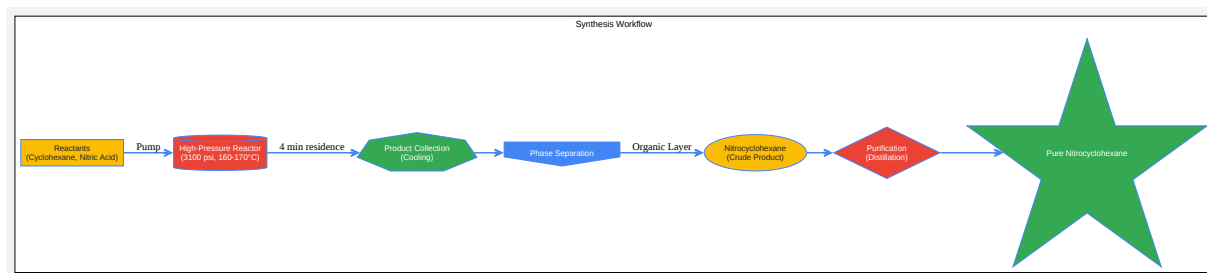 Synthesis Workflow
Reactants
(Cyclohexane, Nitric Acid)
Pump
High-Pressure Reactor
(3100 psi, 160-170°C)
4 min residence
Product Collection
(Cooling)
Phase Separation
Organic Layer
Nitrocyclohexane
(Crude Product)
Purification
(Distillation)
Pure Nitrocyclohexane